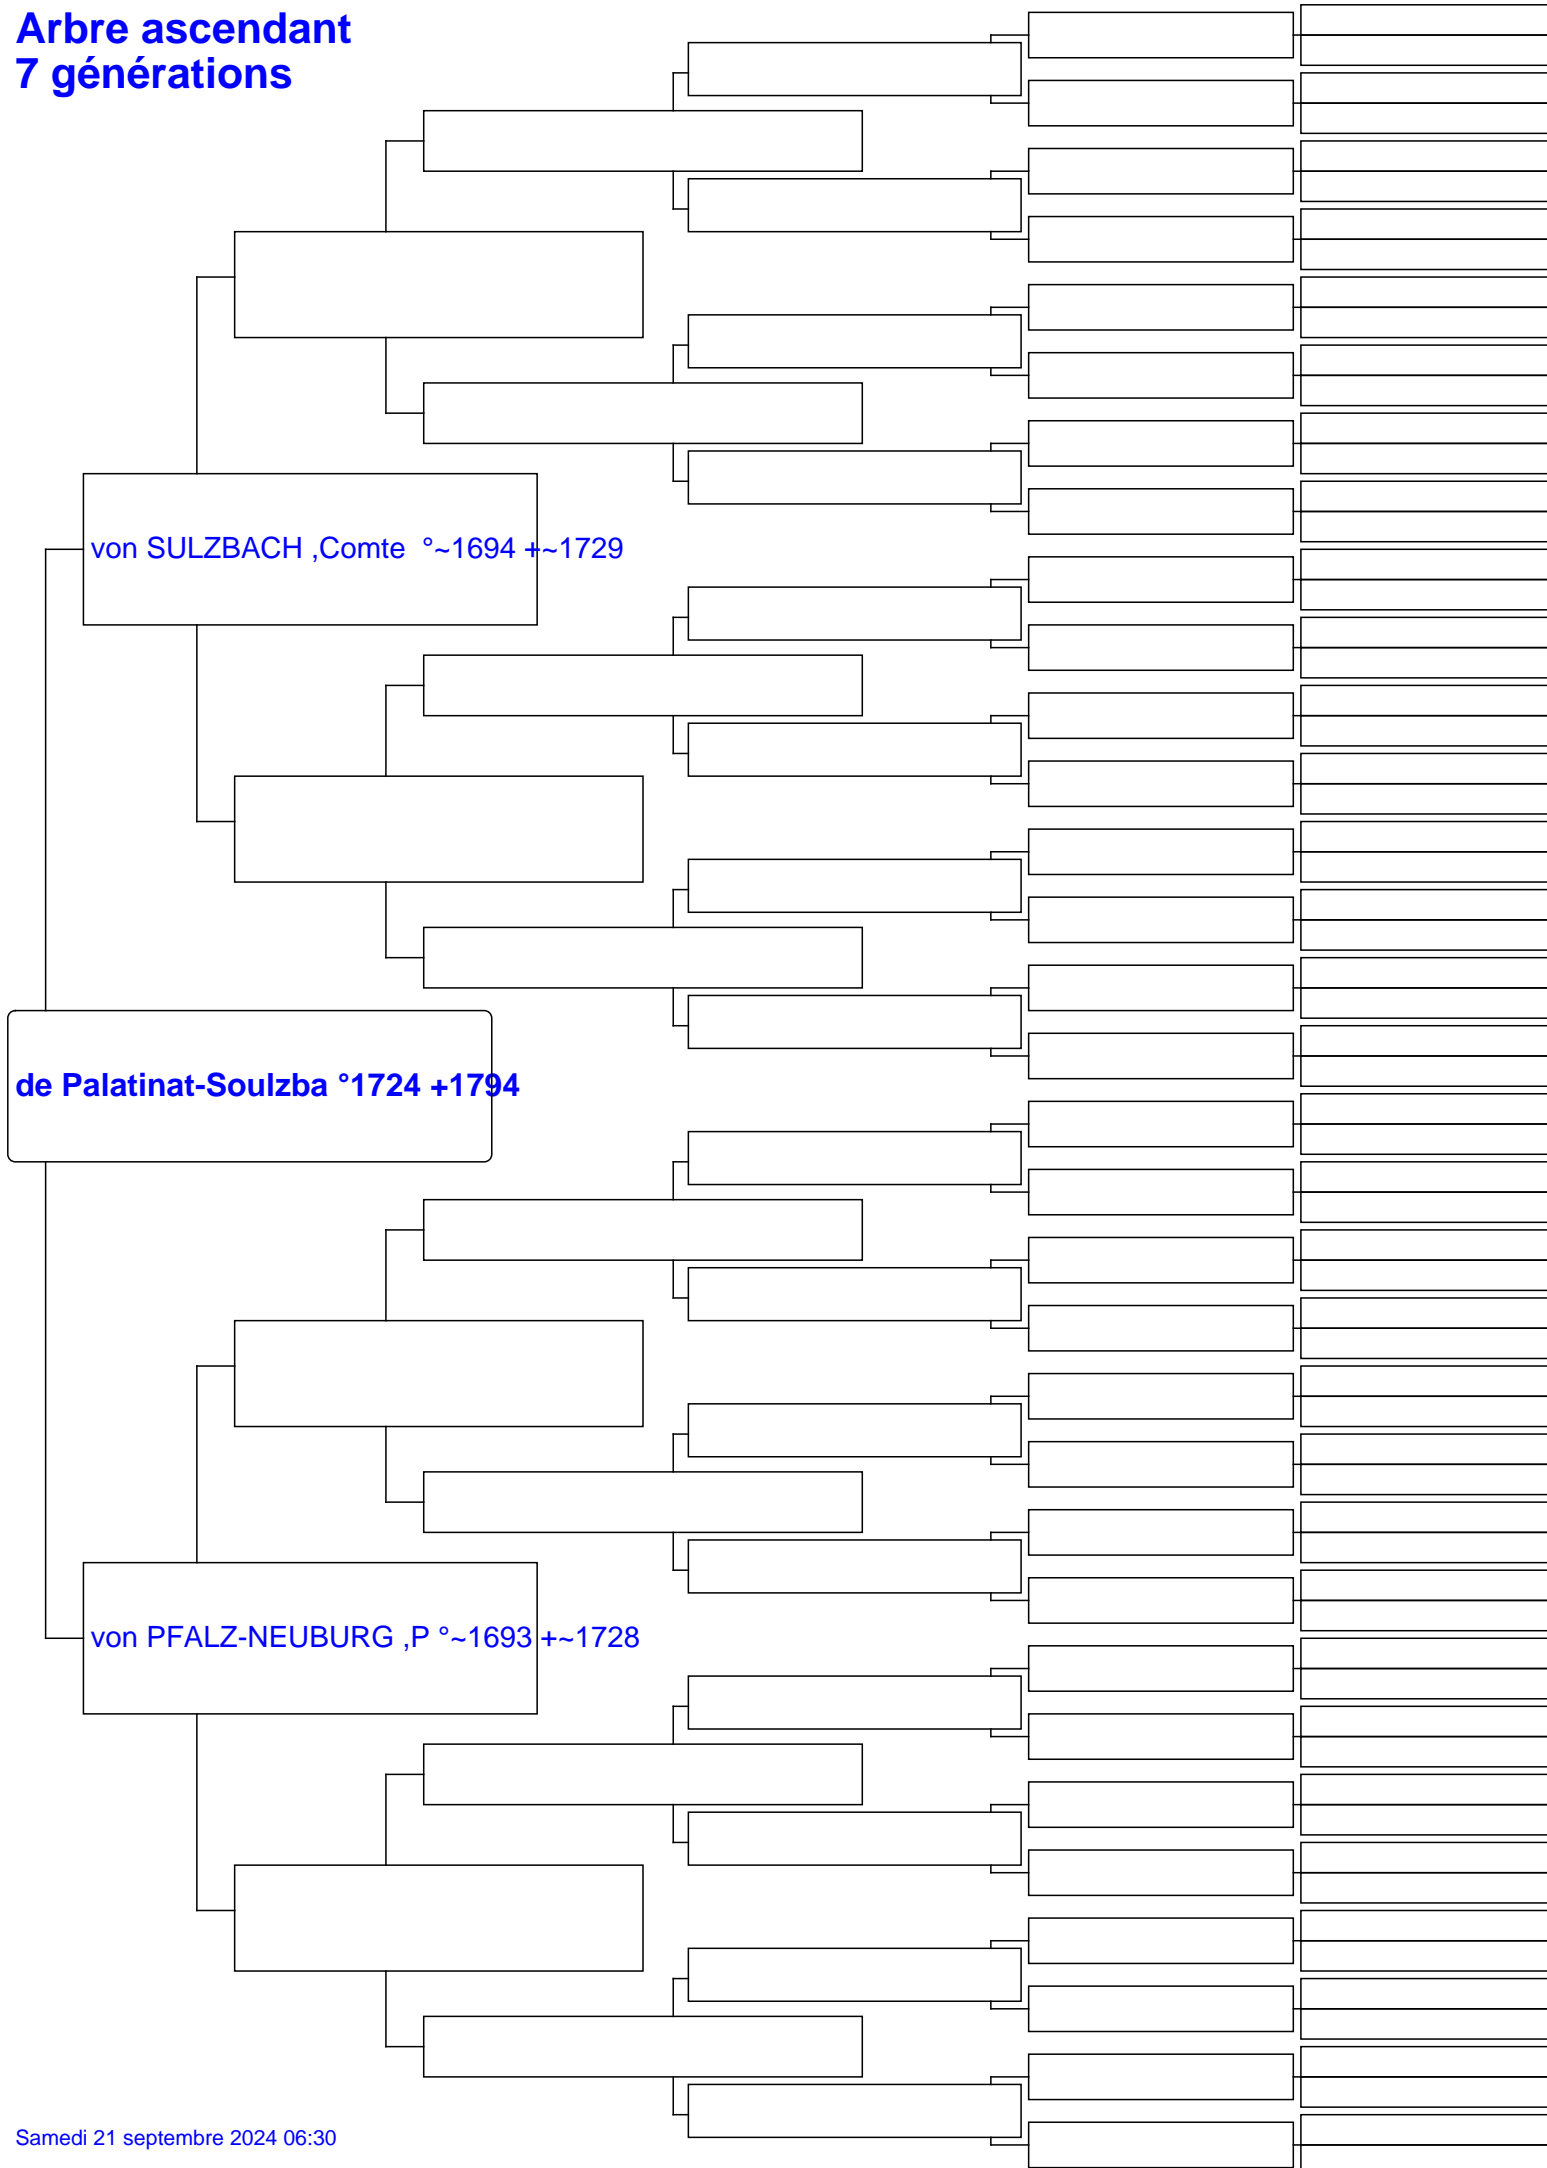 Arbre ascendant
7 générations
von SULZBACH ,Comte  °~1694 +~1729
de Palatinat-Soulzba °1724 +1794
von PFALZ-NEUBURG ,P °~1693 +~1728
Samedi 21 septembre 2024 06:30